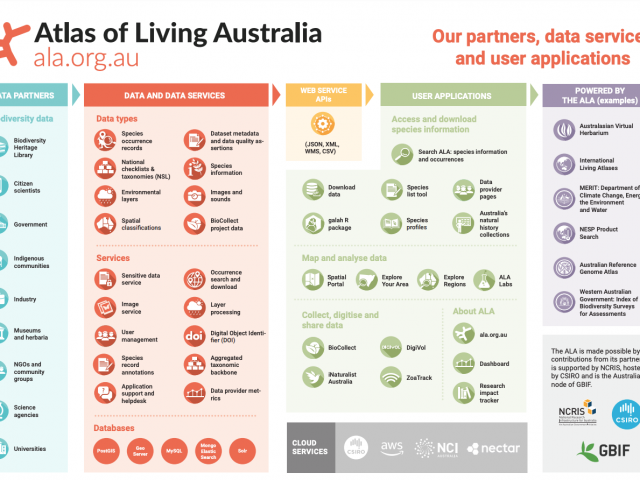 Atlas of Living Australia
ala.org.au
Our partners, data service
and user applications
ATA PARTNERS
odiversity data
Biodiversity
Heritage
Library
Citizen
scientists
Government
Indigenous
communities
Industry
Museums
and herbaria
NGOs and
community
groups
Science
agencies
Universities
DATA AND DATA SERVICES
Data types
Species
occurrence
records
Dataset metadata
and data quality as-
sertions
National
checklists &
taxonomies (NSL)
Species
information
Environmental
layers
Images and
sounds
Spatial
classifications
BioCollect
project data
Services
Sensitive data
service
Occurrence
search and
download
Image
service
Layer
processing
User
management
doi
Digital Object Identi-
fier (DOI)
Species
record
annotations
Aggregated
taxonomic
backbone
Application
support and
helpdesk
Data provider met-
rics
Databases
PostGIS
Geo
Server
MySQL
Mongo
Elastic
Search
Solr
WEB SERVICE
APIs
(JSON, XML,
WMS, CSV)
USER APPLICATIONS
Access and download
species information
Search ALA: species information
and occurrences
Download
data
Species
list tool
Data
provider
pages
galah R
package
Species
profiles
Australia's
natural
history
collections
Map and analyse data
Spatial
Portal
Explore
Your Area
Explore
Regions
ALA
Labs
Collect, digitise and
share data
BioCollect
DIGIVOL
DigiVol
iNaturalist
Australia
ZoaTrack
About ALA
ala.org.au
Dashboard
Research
impact
tracker
CLOUD
SERVICES
CSIRO
aws
NCI
AUSTRALIA
nectar
POWERED BY
THE ALA (examples)
Australasian Virtual
Herbarium
International
Living Atlases
MERIT: Department of
Climate Change, Energ
the Environment
and Water
NESP Product
Search
Australian Reference
Genome Atlas
Western Australian
Government: Index of
Biodiversity Surveys
for Assessments
The ALA is made possible by
contributions from its partner
is supported by NCRIS, hoste
by CSIRO and is the Australia
node of GBIF.
NCRIS
CSIRO
GBIF